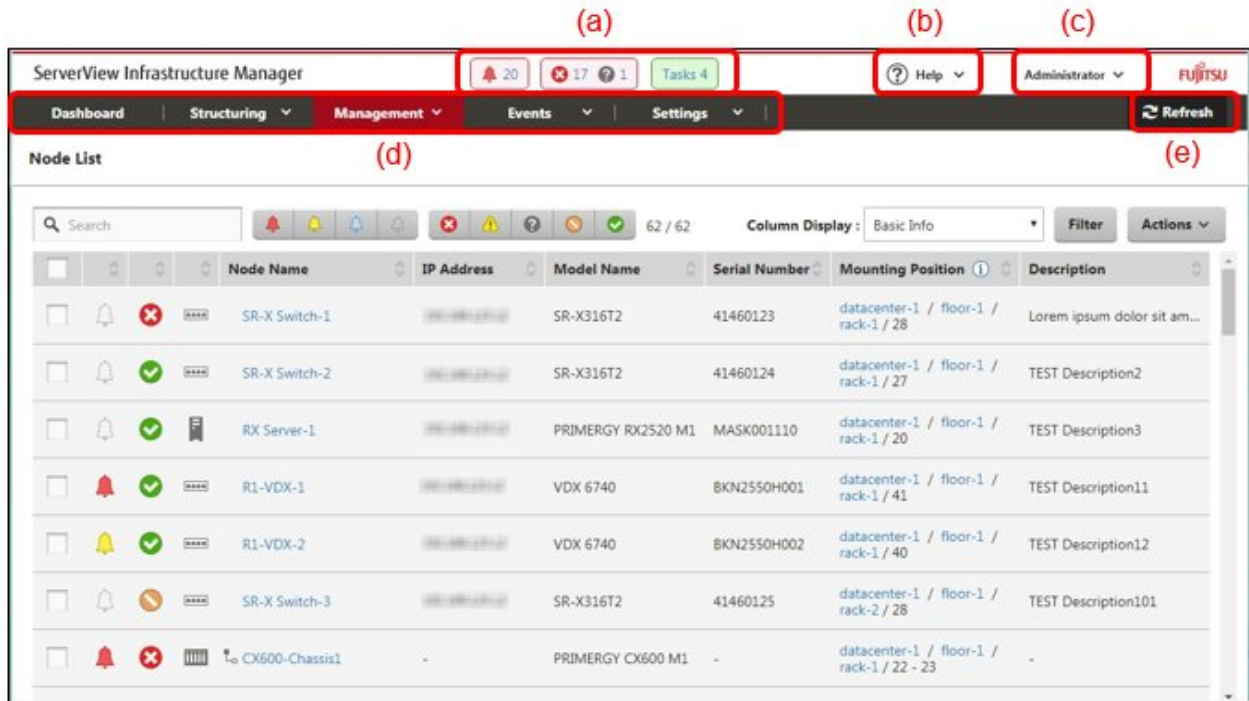 (a) (b) (c)
ServerView Infrastructure Manager 20 17 1 Tasks 4 Help Administrator FUJITSU
Dashboard Structuring Management Events Settings Refresh
Node List (d) (e)
Search 62 / 62 Column Display : Basic Info Filter Actions
Node Name IP Address Model Name Serial Number Mounting Position Description
SR-X Switch-1 SR-X316T2 41460123 datacenter-1 / floor-1 / Lorem ipsum dolor sit am...
rack-1 / 28
SR-X Switch-2 SR-X316T2 41460124 datacenter-1 / floor-1 / TEST Description2
rack-1 / 27
RX Server-1 PRIMERGY RX2520 M1 MASK001110 datacenter-1 / floor-1 / TEST Description3
rack-1 / 20
R1-VDX-1 VDX 6740 BKN2550H001 datacenter-1 / floor-1 / TEST Description11
rack-1 / 41
R1-VDX-2 VDX 6740 BKN2550H002 datacenter-1 / floor-1 / TEST Description12
rack-1 / 40
SR-X Switch-3 SR-X316T2 41460125 datacenter-1 / floor-1 / TEST Description101
rack-2 / 28
CX600-Chassis1 - PRIMERGY CX600 M1 - datacenter-1 / floor-1 / -
rack-1 / 22 - 23